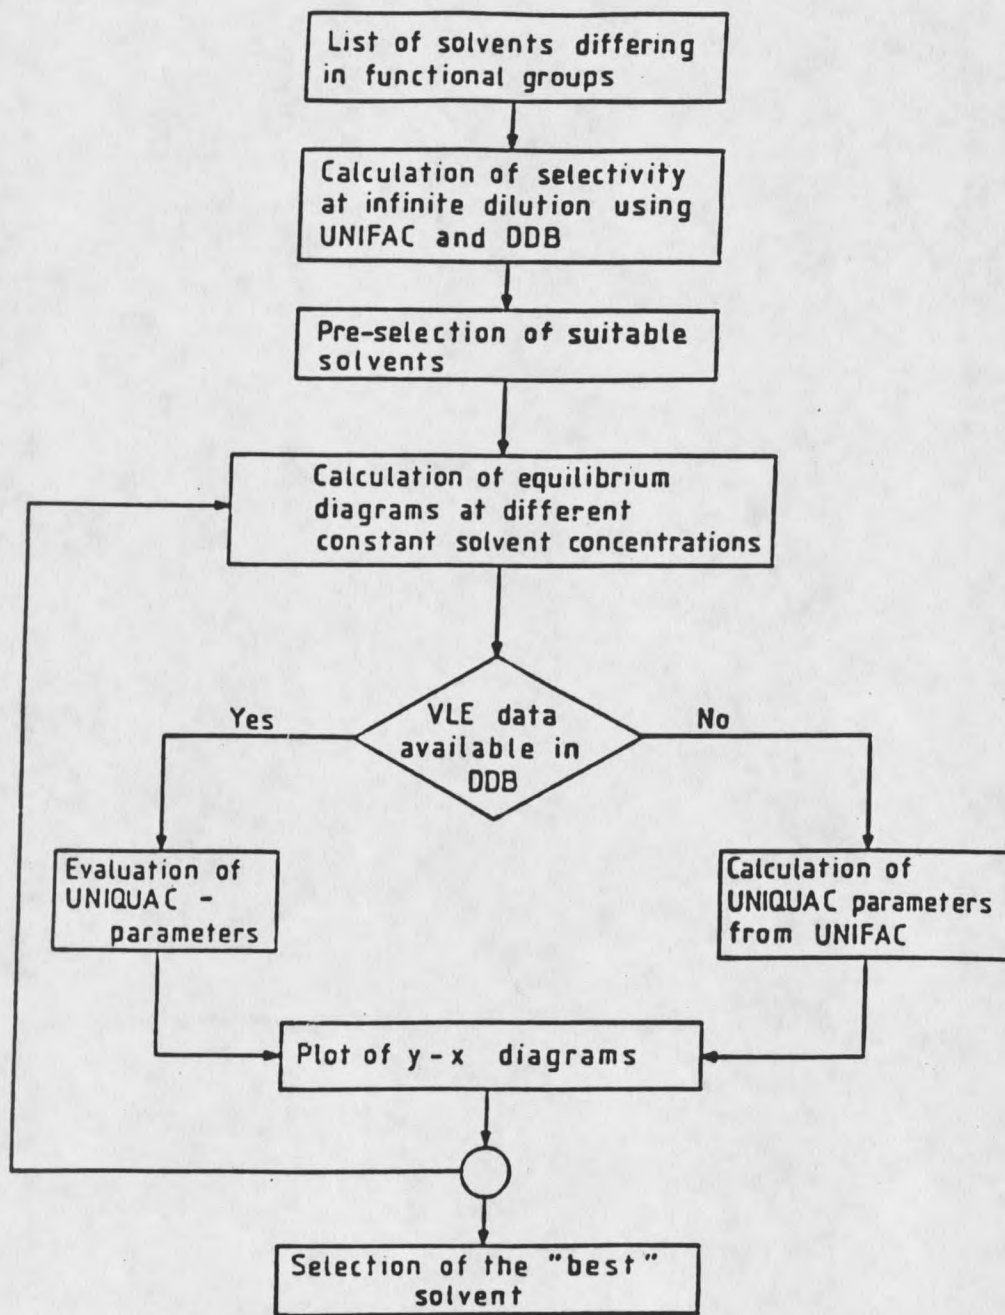 List of solvents differing
in functional groups
Calculation of selectivity
at infinite dilution using
UNIFAC and DDB
Pre-selection of suitable
solvents
Calculation of equilibrium
diagrams at different
constant solvent concentrations
VLE data
available in
DDB
Yes
No
Evaluation of
UNIQUAC -
parameters
Calculation of
UNIQUAC parameters
from UNIFAC
Plot of y - x diagrams
Selection of the "best"
solvent